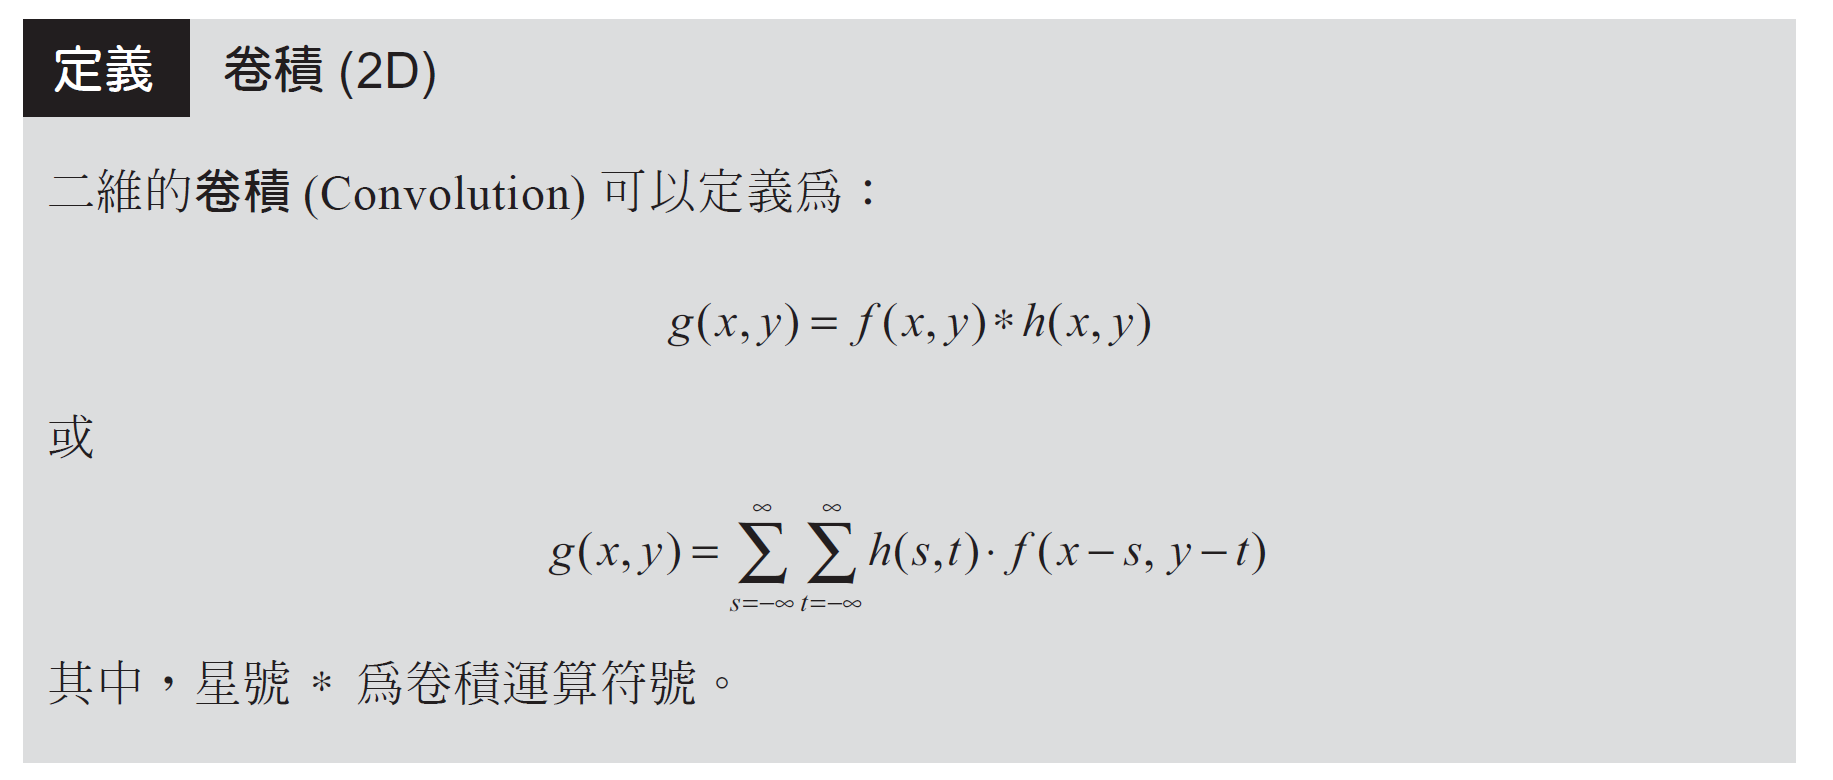 定義 卷積 (2D)
二維的卷積 (Convolution) 可以定義爲：
g(x, y) = f(x, y) * h(x, y)
或
g(x, y) = ∑_{s=−∞}^{∞} ∑_{t=−∞}^{∞} h(s,t) · f(x − s, y − t)
其中，星號 * 爲卷積運算符號。